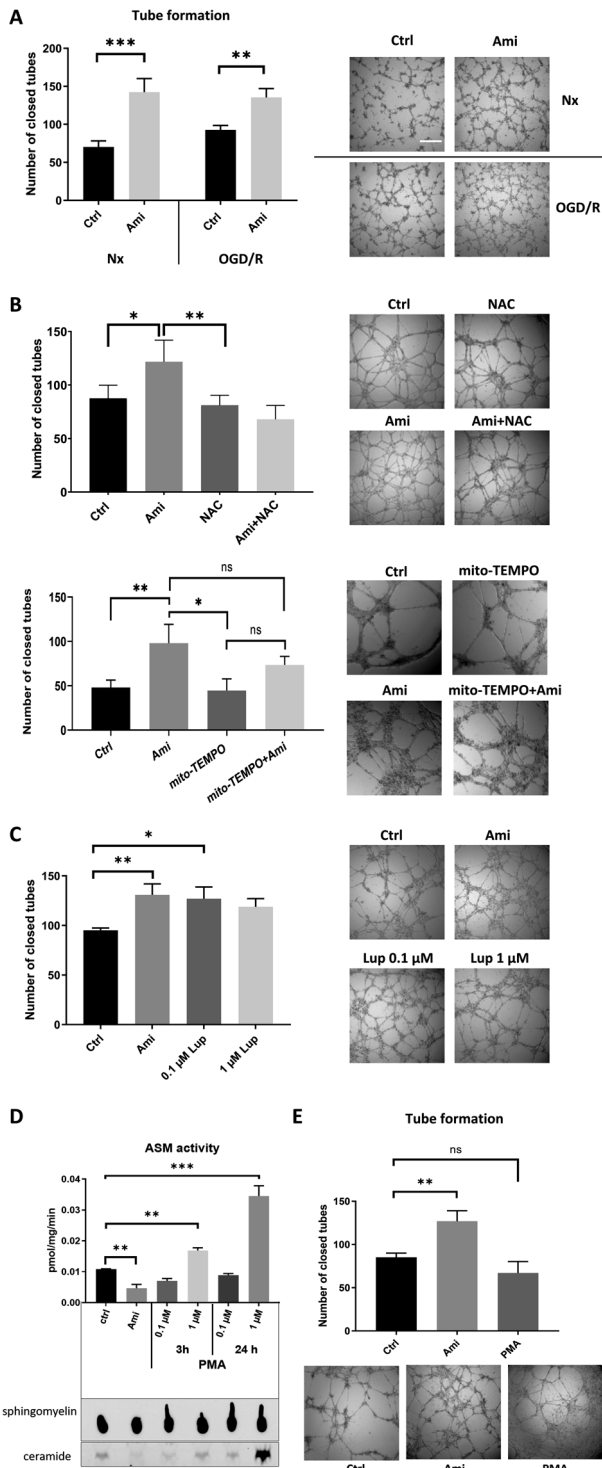 A
Tube formation
Number of closed tubes
200
150
100
50
0
***
**
Ctrl
Ami
Ctrl
Ami
Nx
OGD/R
Ctrl
Ami
Nx
OGD/R
B
Number of closed tubes
150
100
50
0
*
**
Ctrl
Ami
NAC
Ami+NAC
Ctrl
NAC
Ami
Ami+NAC
Number of closed tubes
150
100
50
0
ns
**
*
ns
Ctrl
Ami
mito-TEMPO
mito-TEMPO+Ami
Ctrl
mito-TEMPO
Ami
mito-TEMPO+Ami
C
Number of closed tubes
150
100
50
0
*
**
Ctrl
Ami
0.1 µM Lup
1 µM Lup
Ctrl
Ami
Lup 0.1 µM
Lup 1 µM
D
ASM activity
pmol/mg/min
0.04
0.03
0.02
0.01
0.00
***
**
**
ctrl
Ami
0.1 µM
1 µM
0.1 µM
1 µM
3h
24 h
PMA
sphingomyelin
ceramide
E
Tube formation
Number of closed tubes
150
100
50
0
ns
**
Ctrl
Ami
PMA
Ctrl
Ami
PMA